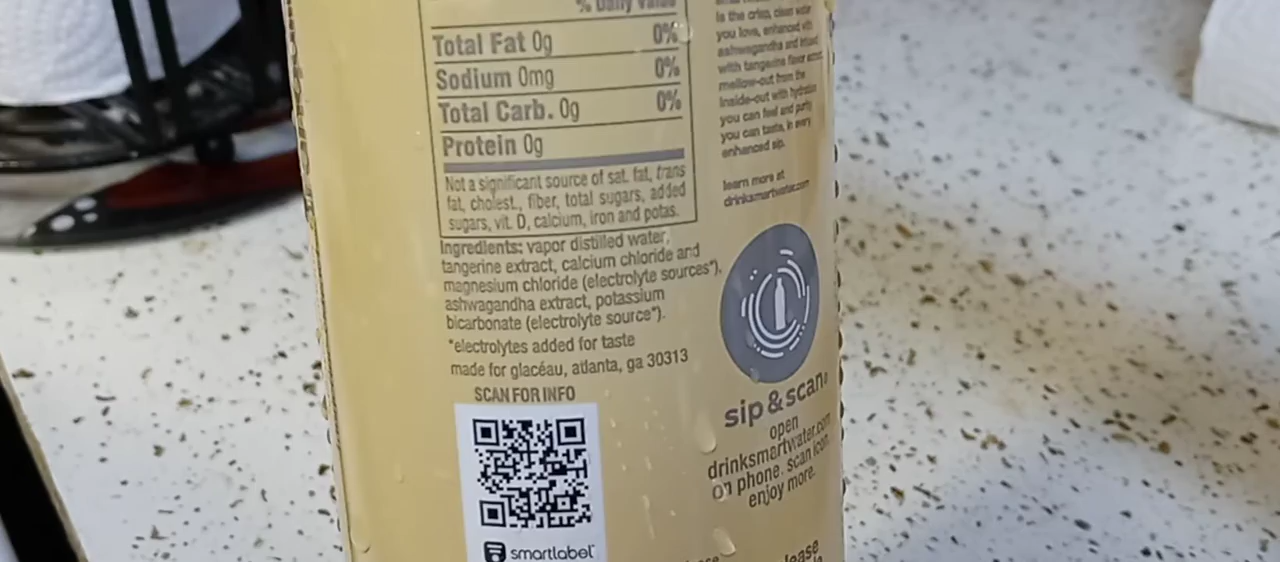 % Daily Value
Total Fat 0g 0%
Sodium 0mg 0%
Total Carb. 0g 0%
Protein 0g
Not a significant source of sat. fat, trans
fat, cholest., fiber, total sugars, added
sugars, vit. D, calcium, iron and potas.
Ingredients: vapor distilled water,
tangerine extract, calcium chloride and
magnesium chloride (electrolyte sources*),
ashwagandha extract, potassium
bicarbonate (electrolyte source*).
*electrolytes added for taste
made for glacéau, atlanta, ga 30313
SCAN FOR INFO
smartlabel
is the crisp, clean water
you love, enhanced with
ashwagandha and infused
with tangerine flavor
mellow-out from the
inside-out with hydration
you can feel and purity
you can taste, in every
enhanced sip.
learn more at
drinksmartwater.com
sip & scan®
open
drinksmartwater.com
on phone. scan icon.
enjoy more.